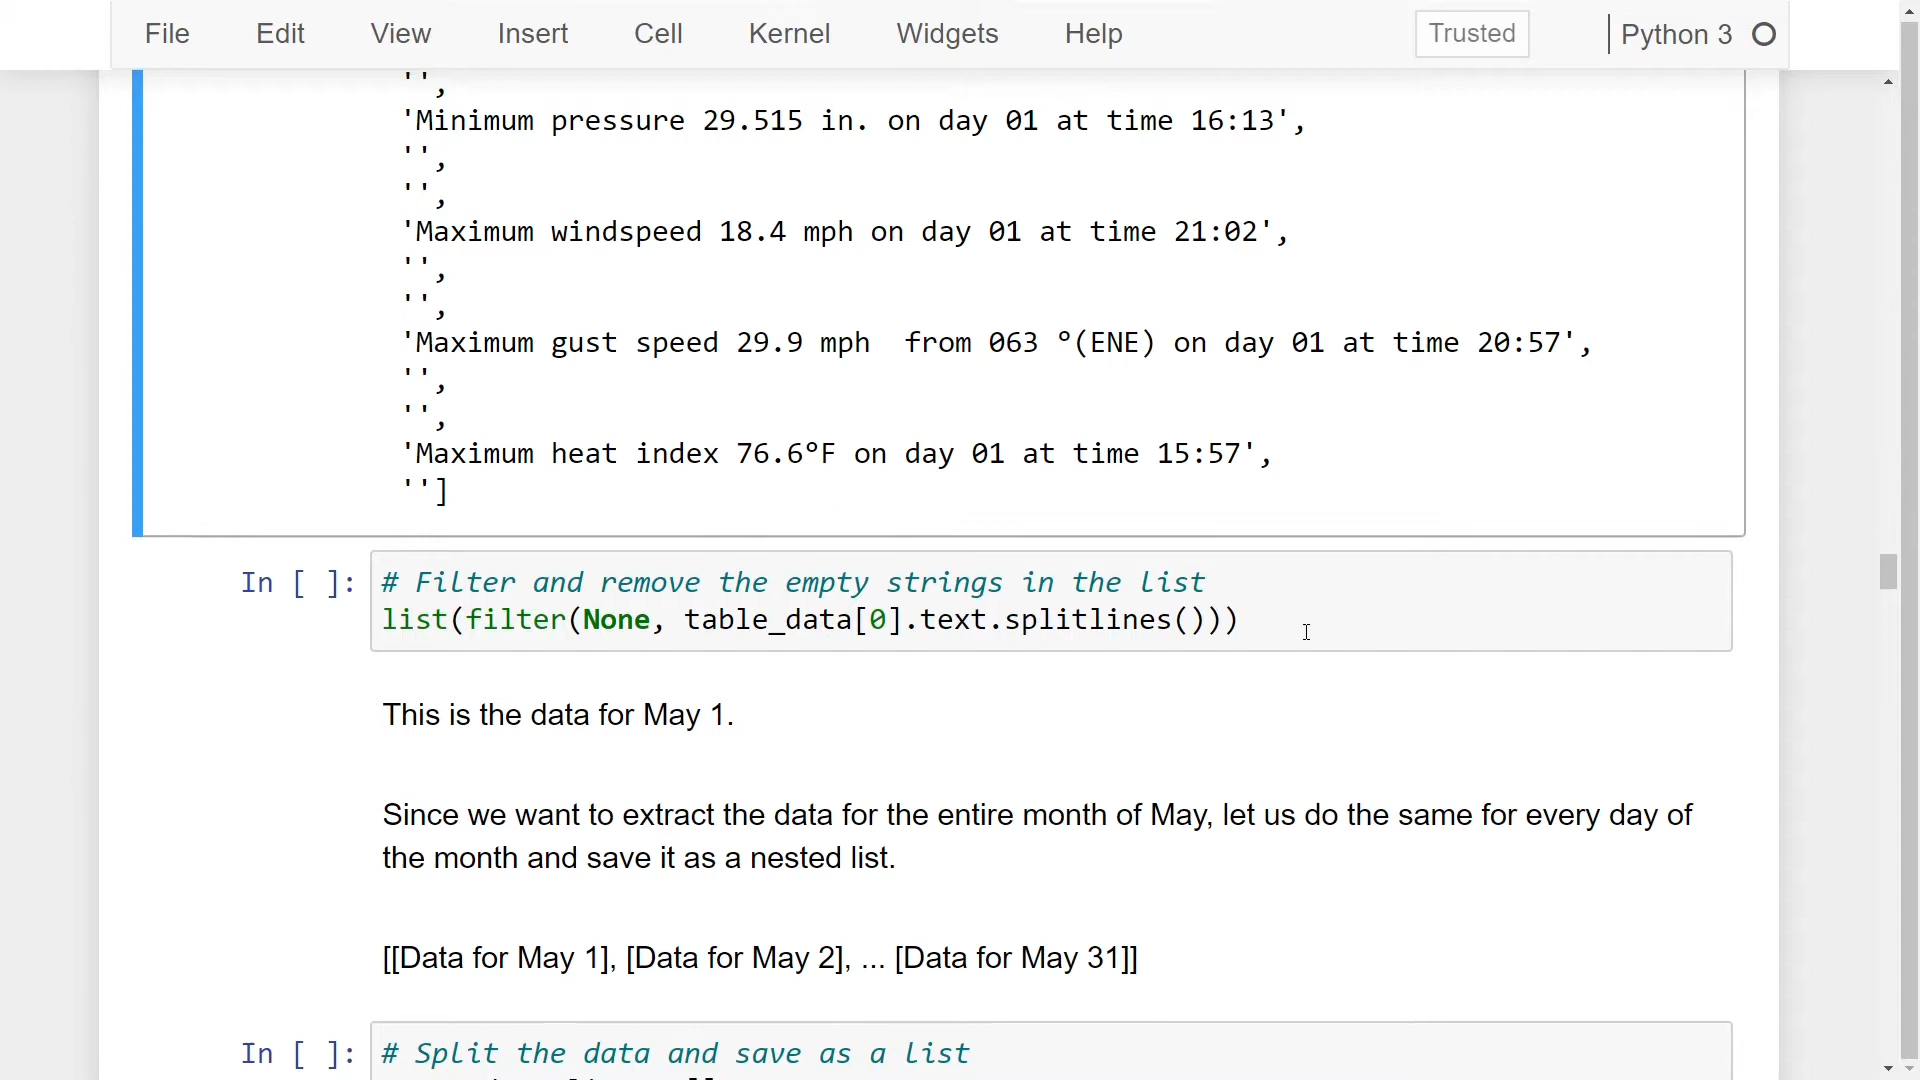 File Edit View Insert Cell Kernel Widgets Help Trusted Python 3
'',
'Minimum pressure 29.515 in. on day 01 at time 16:13',
'',
'',
'Maximum windspeed 18.4 mph on day 01 at time 21:02',
'',
'',
'Maximum gust speed 29.9 mph  from 063 °(ENE) on day 01 at time 20:57',
'',
'',
'Maximum heat index 76.6°F on day 01 at time 15:57',
'']
In [ ]: # Filter and remove the empty strings in the list
list(filter(None, table_data[0].text.splitlines()))
This is the data for May 1.
Since we want to extract the data for the entire month of May, let us do the same for every day of
the month and save it as a nested list.
[[Data for May 1], [Data for May 2], ... [Data for May 31]]
In [ ]: # Split the data and save as a list